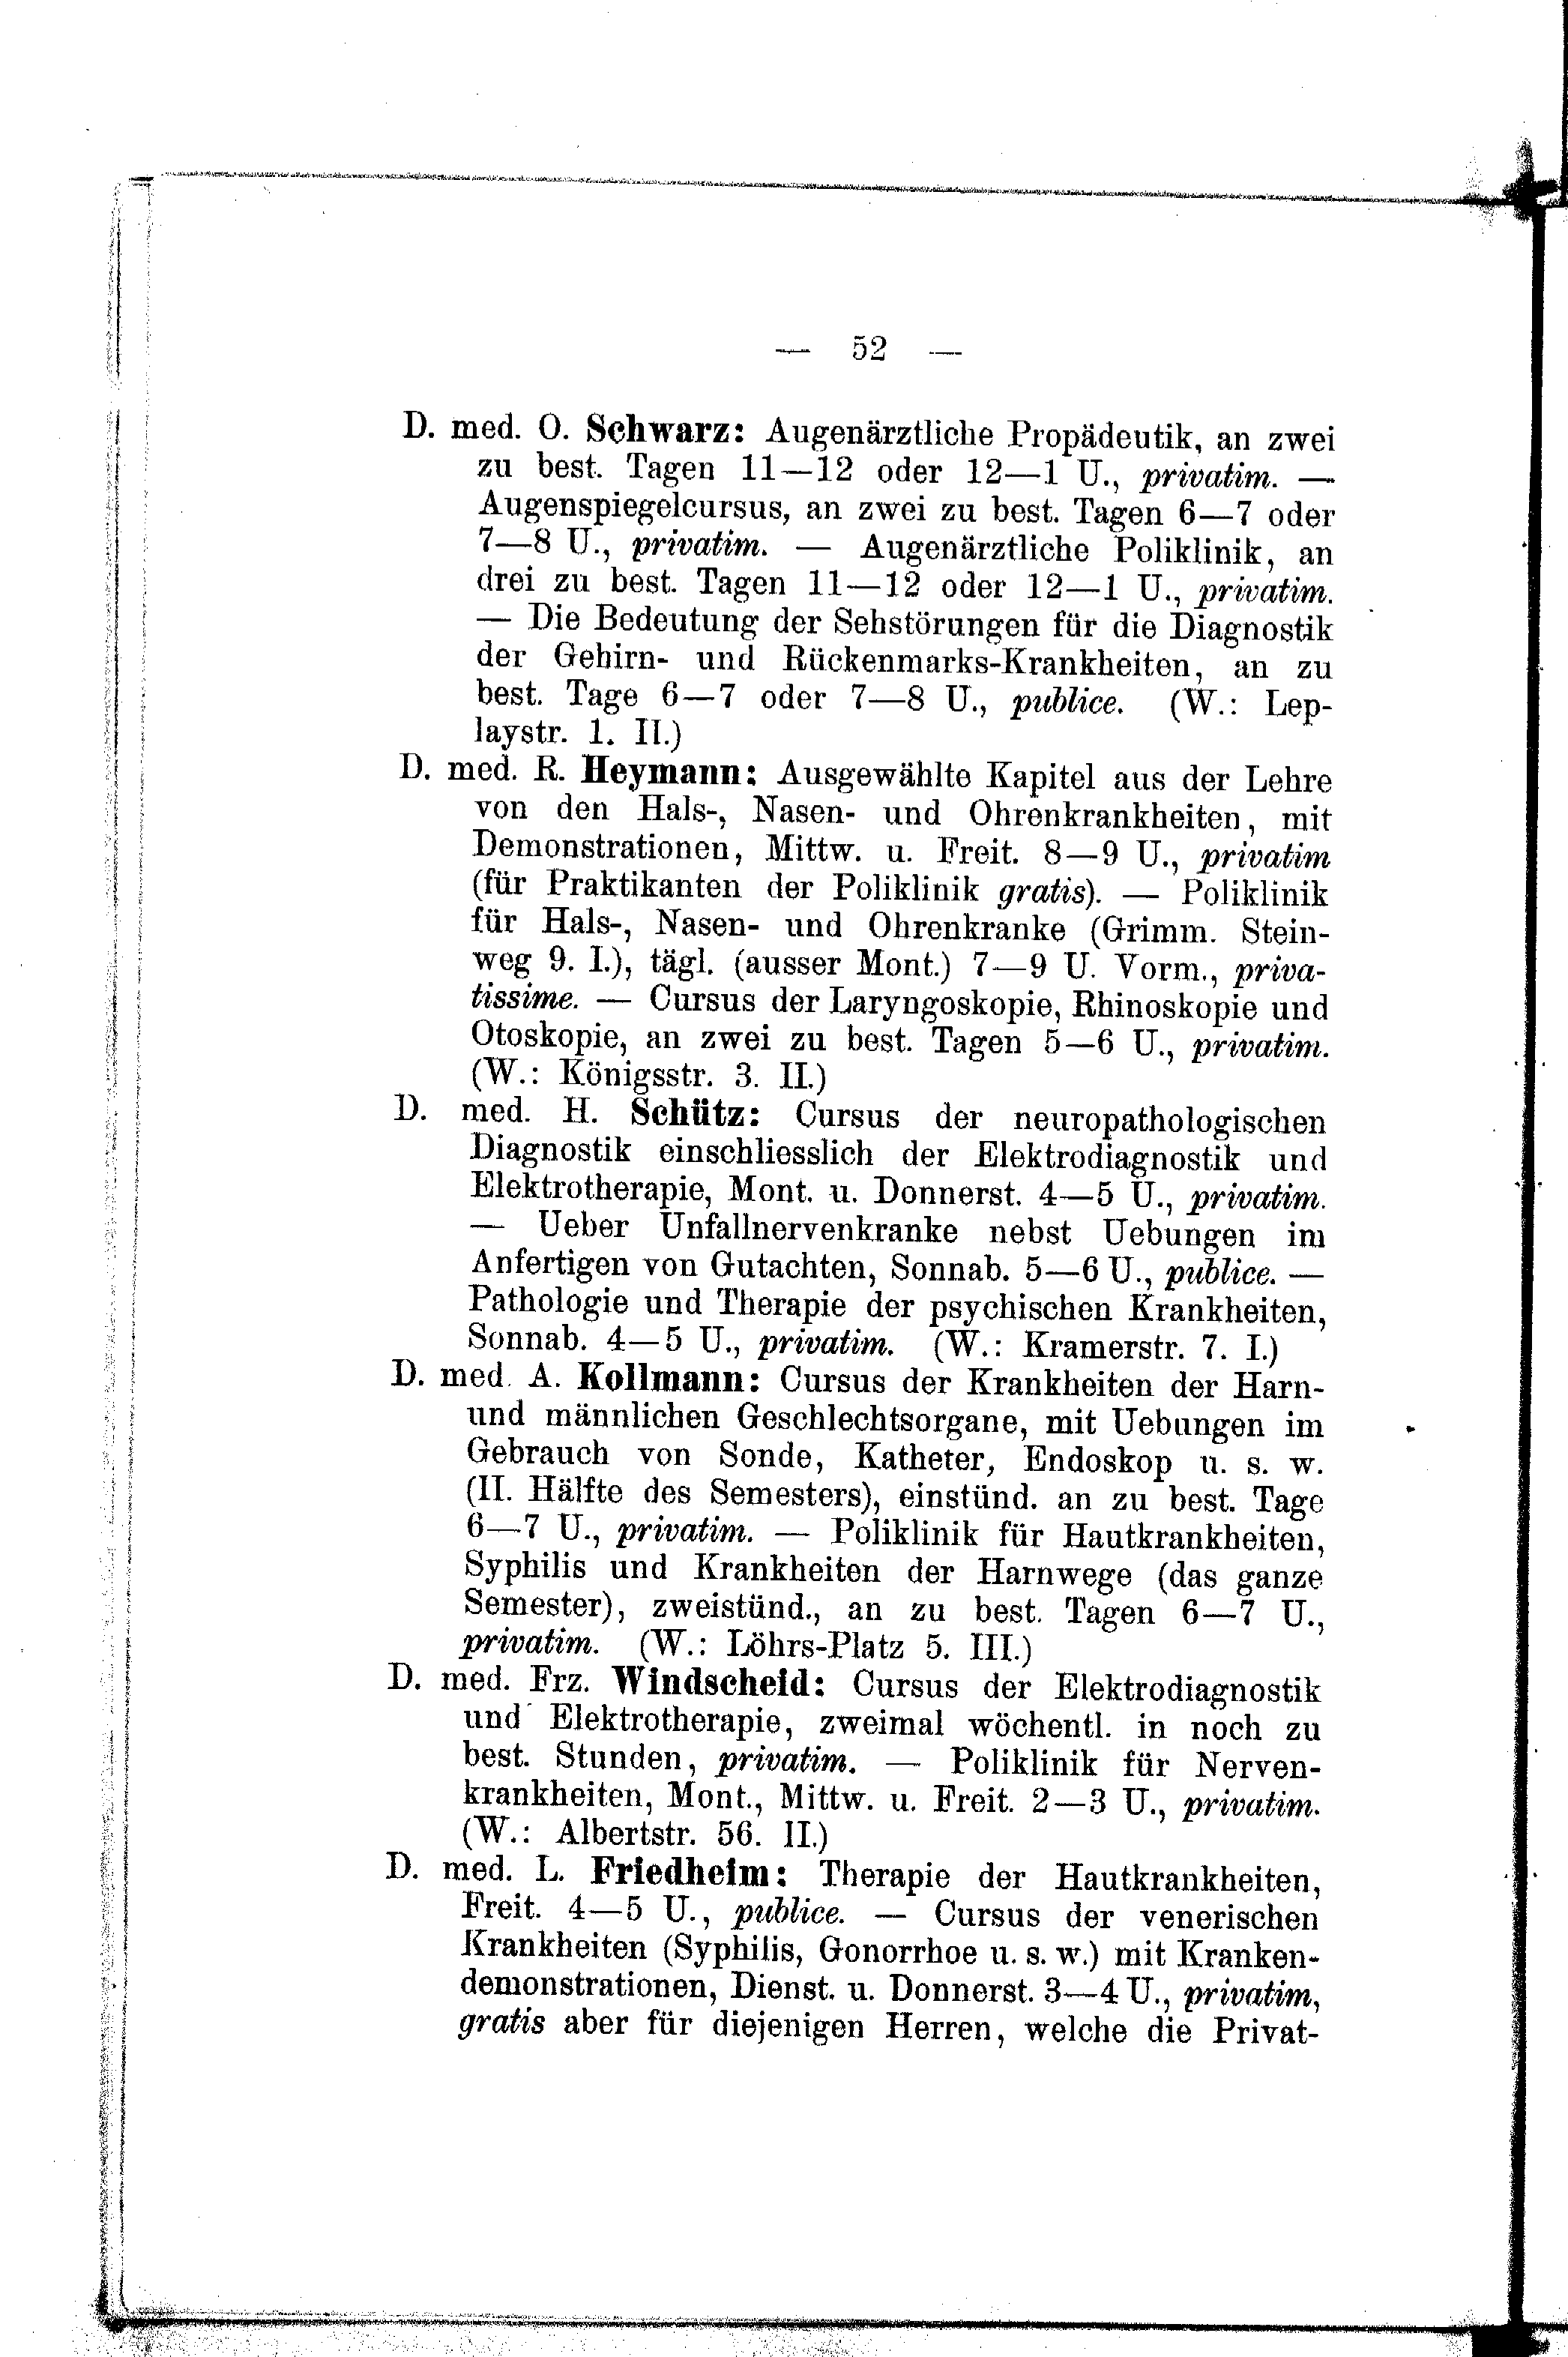 — 52 —
D. med. O. Schwarz: Augenärztliche Propädeutik, an zwei
zu best. Tagen 11—12 oder 12—1 U., privatim. —
Augenspiegelcursus, an zwei zu best. Tagen 6—7 oder
7—8 U., privatim. — Augenärztliche Poliklinik, an
drei zu best. Tagen 11—12 oder 12—1 U., privatim.
— Die Bedeutung der Sehstörungen für die Diagnostik
der Gehirn- und Rückenmarks-Krankheiten, an zu
best. Tage 6—7 oder 7—8 U., publice. (W.: Lep-
laystr. 1. II.)
D. med. R. Heymann: Ausgewählte Kapitel aus der Lehre
von den Hals-, Nasen- und Ohrenkrankheiten, mit
Demonstrationen, Mittw. u. Freit. 8—9 U., privatim
(für Praktikanten der Poliklinik gratis). — Poliklinik
für Hals-, Nasen- und Ohrenkranke (Grimm. Stein-
weg 9. I.), tägl. (ausser Mont.) 7—9 U. Vorm., priva-
tissime. — Cursus der Laryngoskopie, Rhinoskopie und
Otoskopie, an zwei zu best. Tagen 5—6 U., privatim.
(W.: Königsstr. 3. II.)
D. med. H. Schütz: Cursus der neuropathologischen
Diagnostik einschliesslich der Elektrodiagnostik und
Elektrotherapie, Mont. u. Donnerst. 4—5 U., privatim.
— Ueber Unfallnervenkranke nebst Uebungen im
Anfertigen von Gutachten, Sonnab. 5—6 U., publice. —
Pathologie und Therapie der psychischen Krankheiten,
Sonnab. 4—5 U., privatim. (W.: Kramerstr. 7. I.)
D. med. A. Kollmann: Cursus der Krankheiten der Harn-
und männlichen Geschlechtsorgane, mit Uebungen im
Gebrauch von Sonde, Katheter, Endoskop u. s. w.
(II. Hälfte des Semesters), einstünd. an zu best. Tage
6—7 U., privatim. — Poliklinik für Hautkrankheiten,
Syphilis und Krankheiten der Harnwege (das ganze
Semester), zweistünd., an zu best. Tagen 6—7 U.,
privatim. (W.: Löhrs-Platz 5. III.)
D. med. Frz. Windscheid: Cursus der Elektrodiagnostik
und Elektrotherapie, zweimal wöchentl. in noch zu
best. Stunden, privatim. — Poliklinik für Nerven-
krankheiten, Mont., Mittw. u. Freit. 2—3 U., privatim.
(W.: Albertstr. 56. II.)
D. med. L. Friedheim: Therapie der Hautkrankheiten,
Freit. 4—5 U., publice. — Cursus der venerischen
Krankheiten (Syphilis, Gonorrhoe u. s. w.) mit Kranken-
demonstrationen, Dienst. u. Donnerst. 3—4 U., privatim,
gratis aber für diejenigen Herren, welche die Privat-